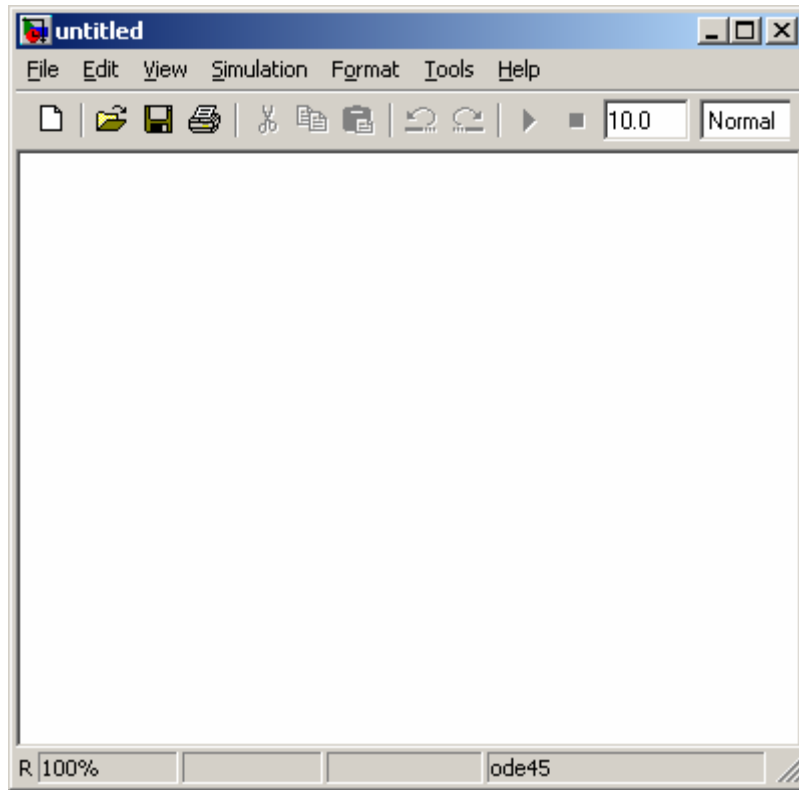 untitled
File Edit View Simulation Format Tools Help
10.0 Normal
R 100% ode45